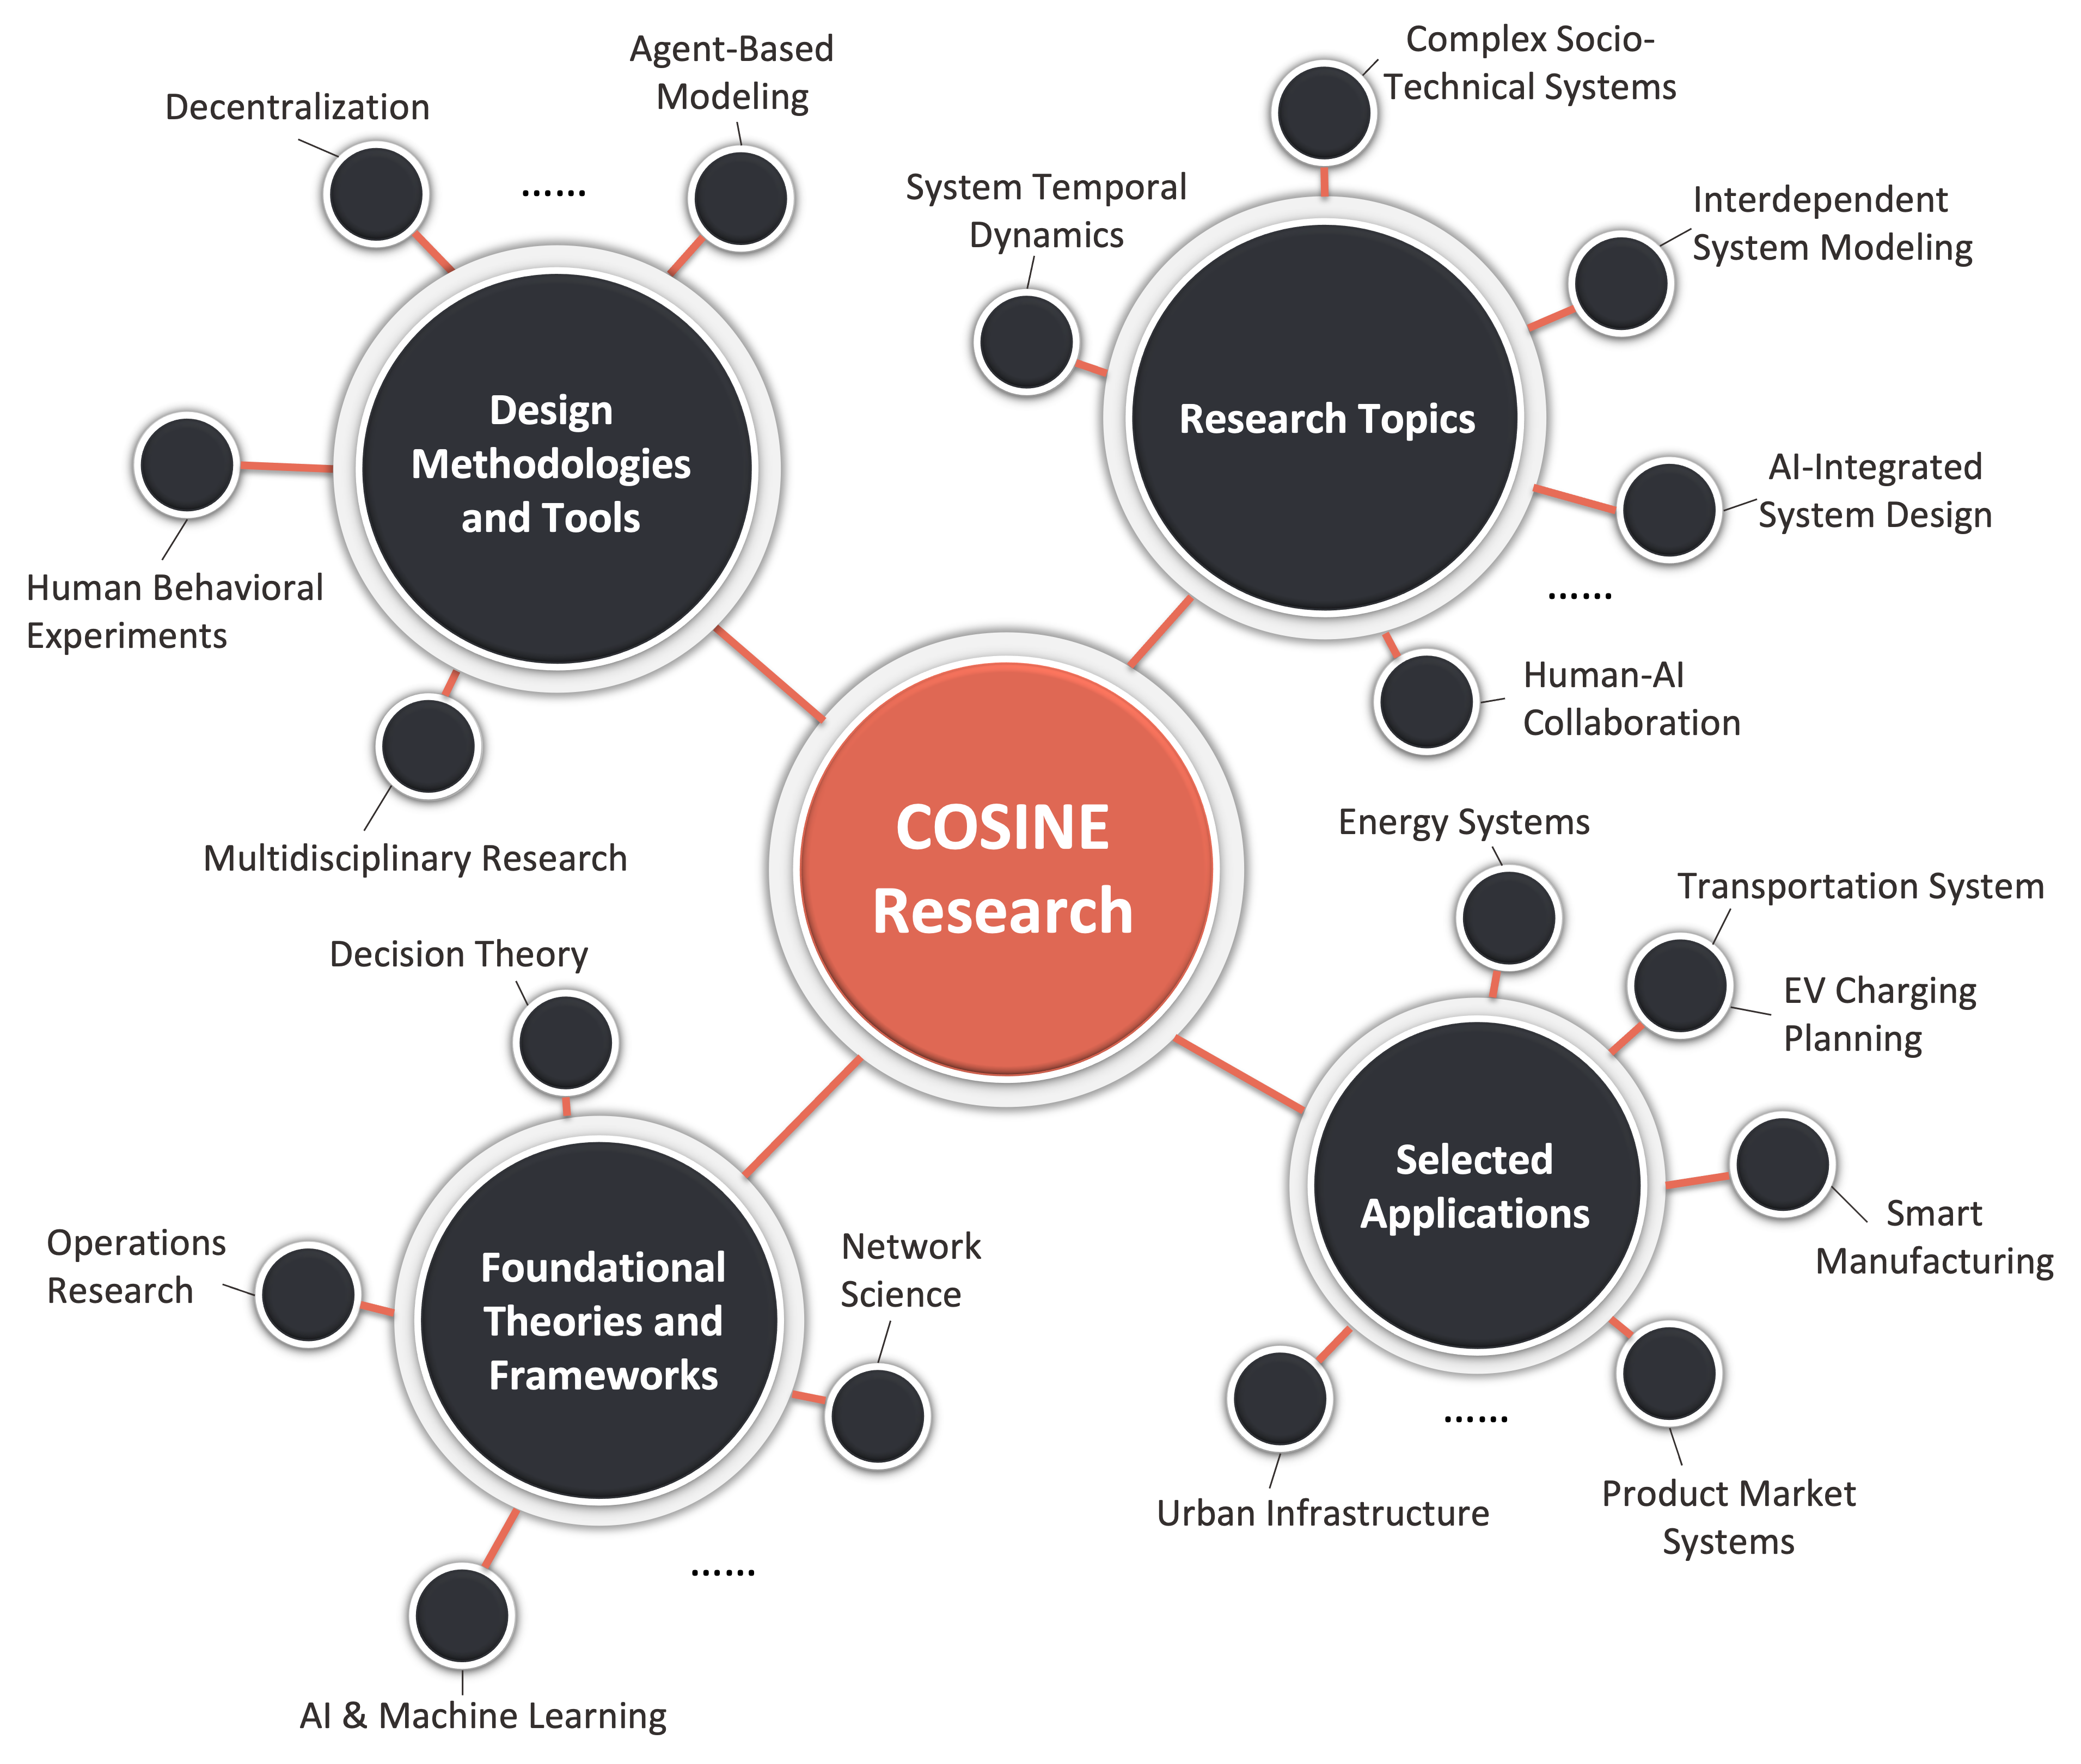 Agent-Based
Modeling
Decentralization
......
Design
Methodologies
and Tools
Human Behavioral
Experiments
Multidisciplinary Research
Complex Socio-
Technical Systems
System Temporal
Dynamics
Interdependent
System Modeling
Research Topics
AI-Integrated
System Design
......
Human-AI
Collaboration
COSINE
Research
Energy Systems
Transportation System
EV Charging
Planning
Selected
Applications
Smart
Manufacturing
Product Market
Systems
......
Urban Infrastructure
Decision Theory
Operations
Research
Foundational
Theories and
Frameworks
Network
Science
......
AI & Machine Learning